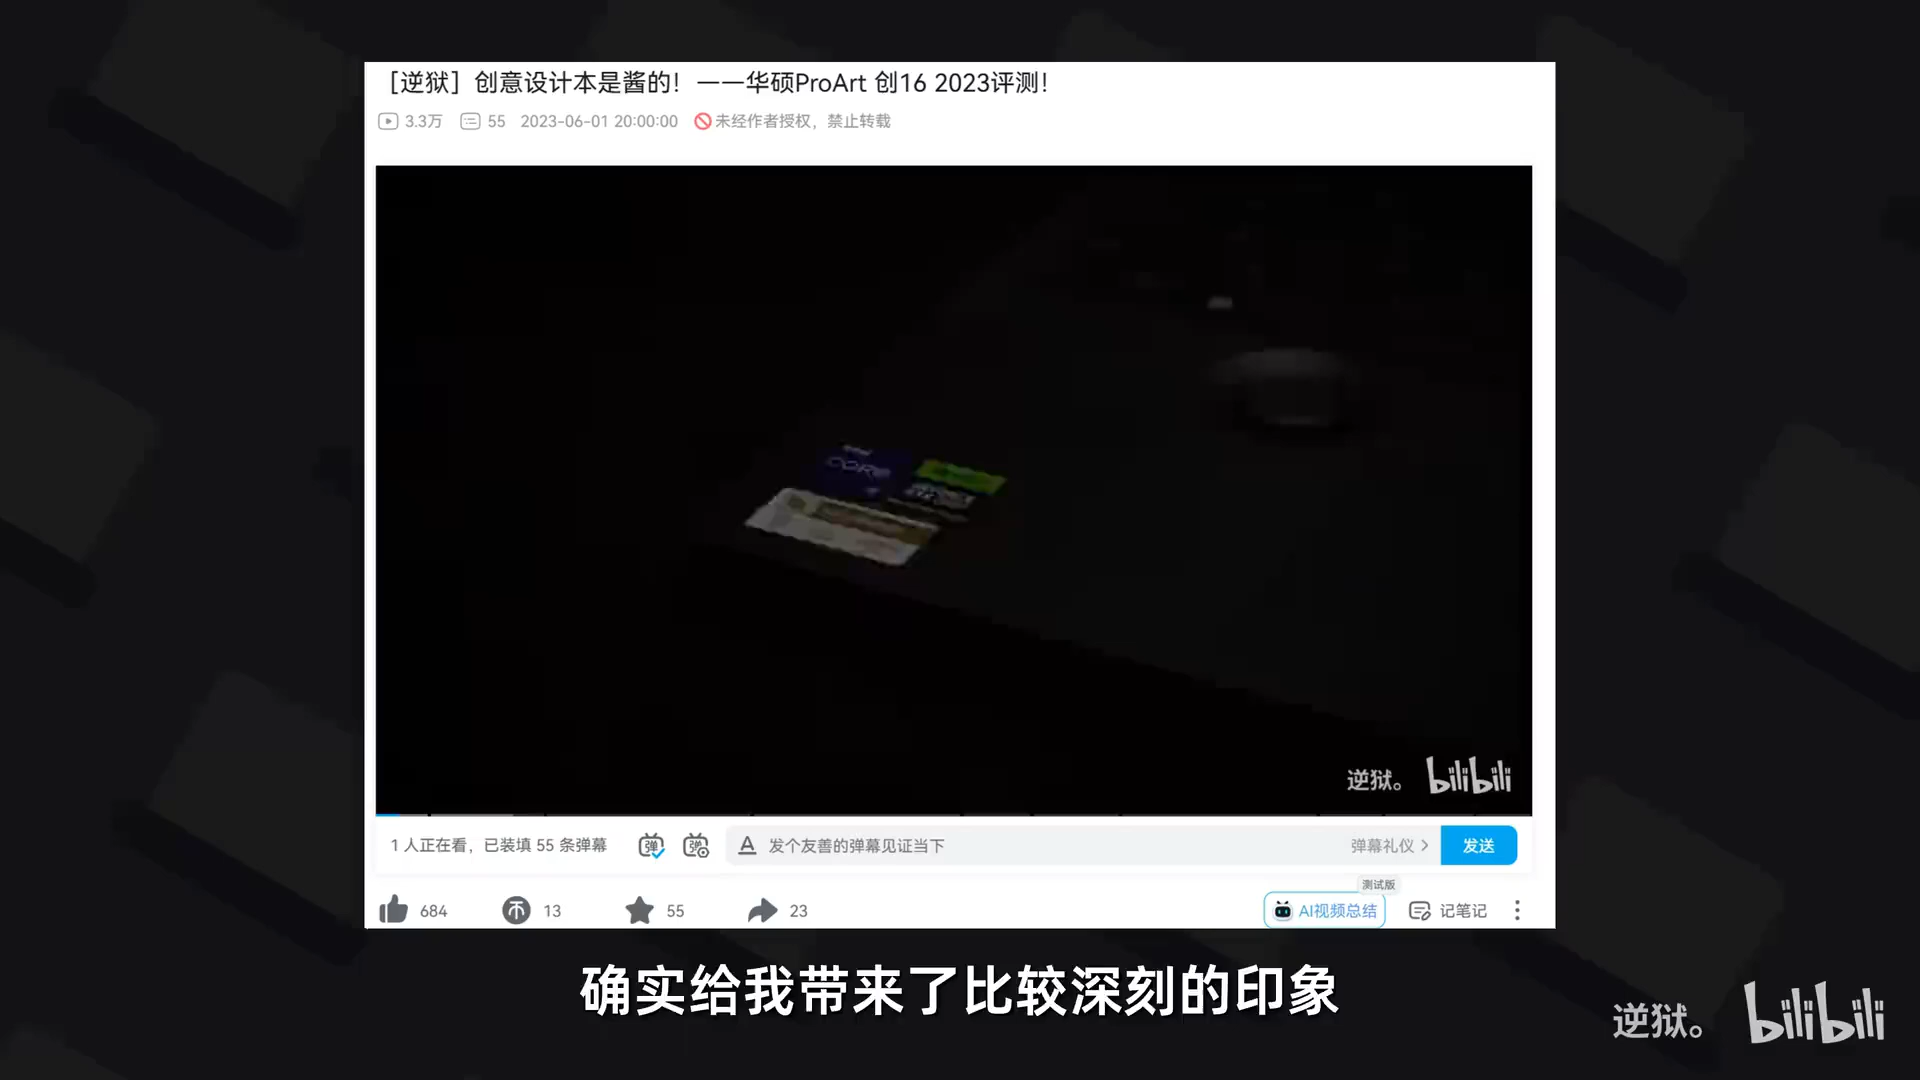 [逆狱] 创意设计本是酱的！——华硕ProArt 创16 2023评测！
3.3万 55 2023-06-01 20:00:00 未经作者授权，禁止转载
CORE
逆狱。 bilibili
1 人正在看，已装填 55 条弹幕 弹 弹 A 发个友善的弹幕见证当下 弹幕礼仪 > 发送
测试版
684 13 55 23 AI视频总结 记笔记
确实给我带来了比较深刻的印象
逆狱。 bilibili